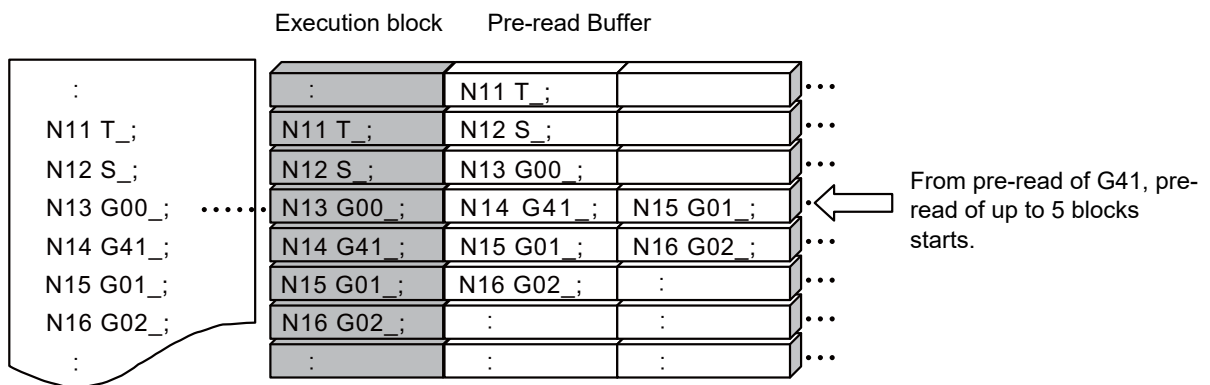 Execution block Pre-read Buffer
:
N11 T_;
N12 S_;
N13 G00_; ......
N14 G41_;
N15 G01_;
N16 G02_;
:
: N11 T_; ...
N11 T_; N12 S_; ...
N12 S_; N13 G00_; ...
N13 G00_; N14 G41_; N15 G01_;
N14 G41_; N15 G01_; N16 G02_; ...
N15 G01_; N16 G02_; : ...
N16 G02_; : : ...
: : : ...
From pre-read of G41, pre-
read of up to 5 blocks
starts.